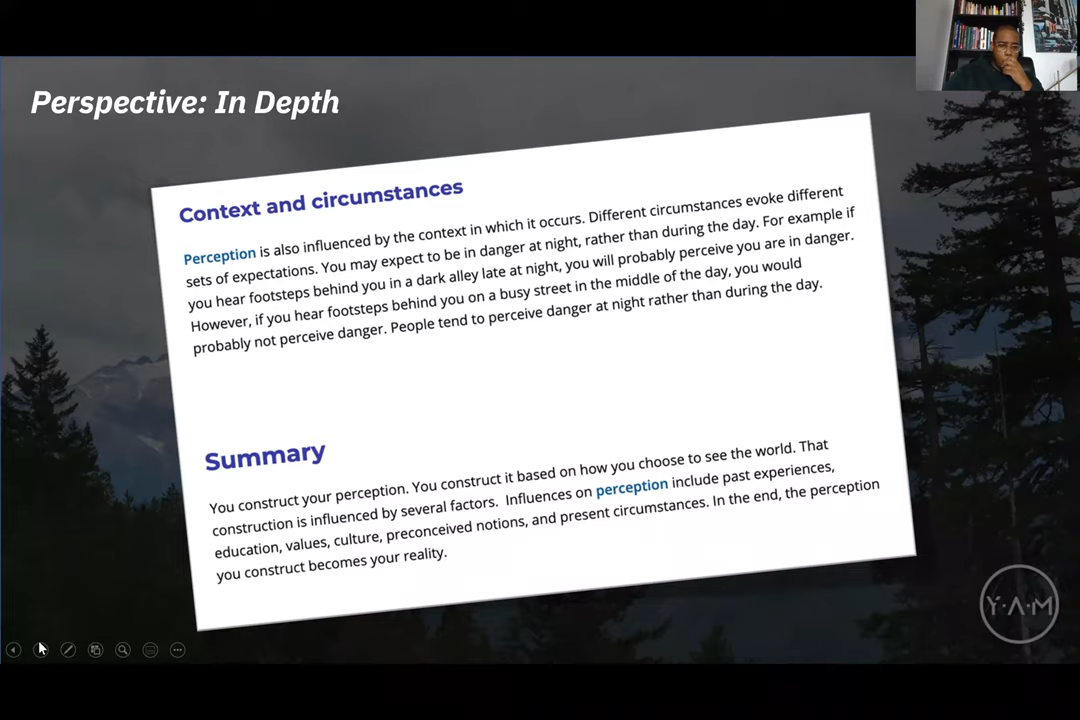 Perspective: In Depth
Context and circumstances
Perception is also influenced by the context in which it occurs. Different circumstances evoke different
sets of expectations. You may expect to be in danger at night, rather than during the day. For example if
you hear footsteps behind you in a dark alley late at night, you will probably perceive you are in danger.
However, if you hear footsteps behind you on a busy street in the middle of the day, you would
probably not perceive danger. People tend to perceive danger at night rather than during the day.
Summary
You construct your perception. You construct it based on how you choose to see the world. That
construction is influenced by several factors.  Influences on perception include past experiences,
education, values, culture, preconceived notions, and present circumstances. In the end, the perception
you construct becomes your reality.
Y·A·M